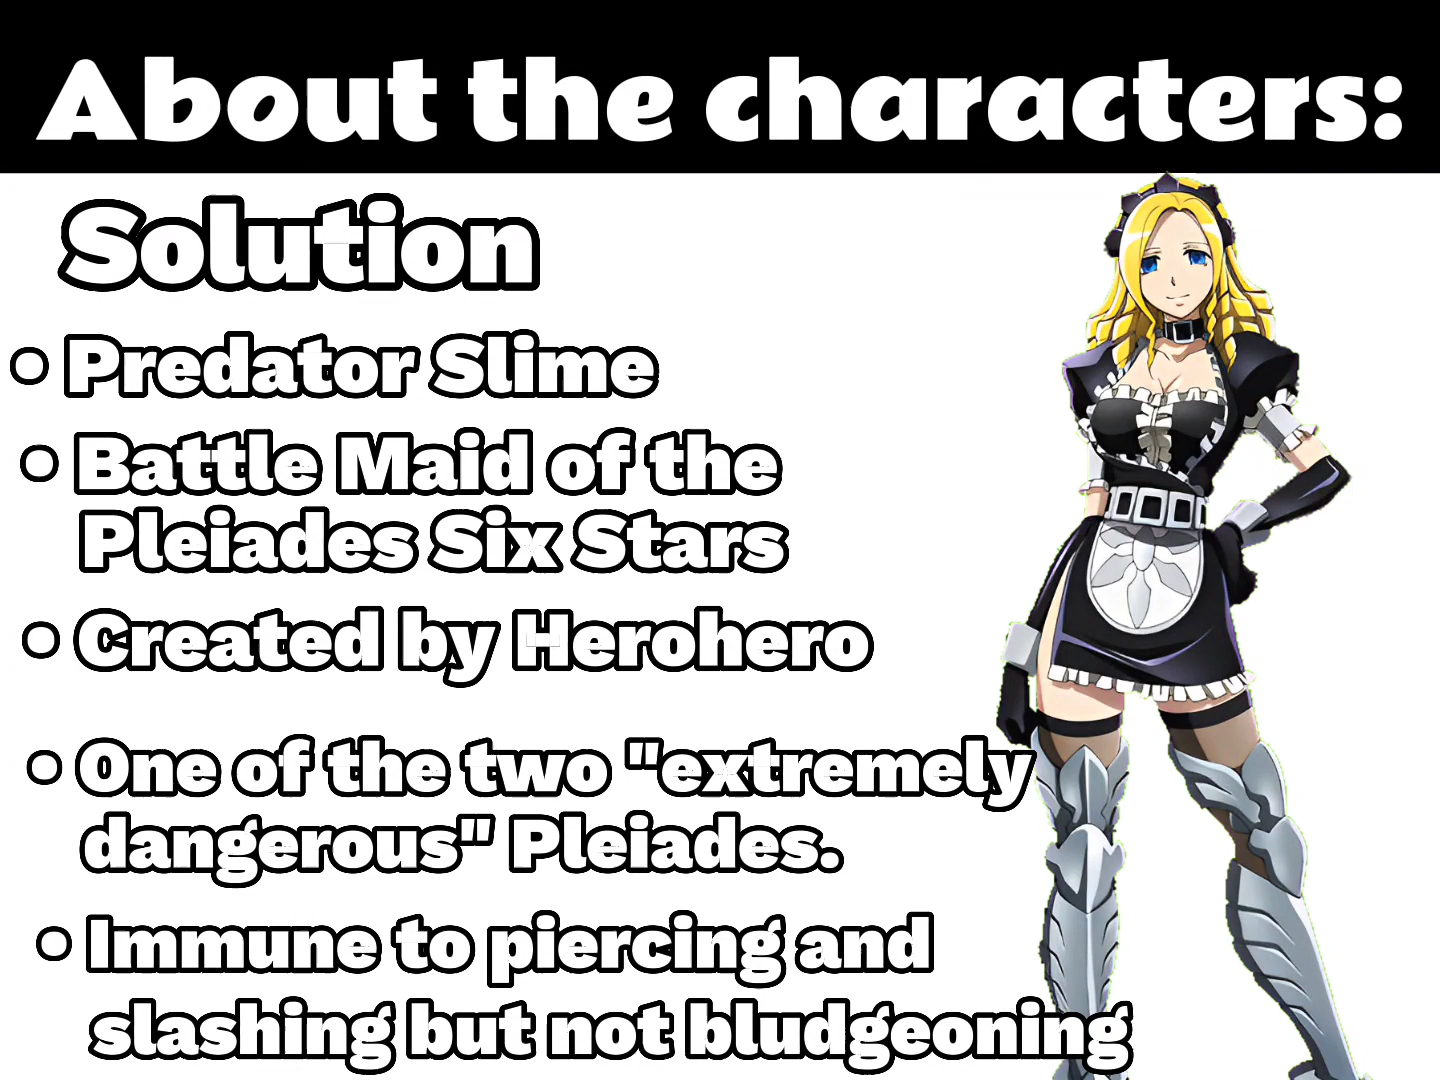 About the characters:
Solution
• Predator Slime
• Battle Maid of the
Pleiades Six Stars
• Created by Herohero
• One of the two "extremely
dangerous" Pleiades.
• Immune to piercing and
slashing but not bludgeoning